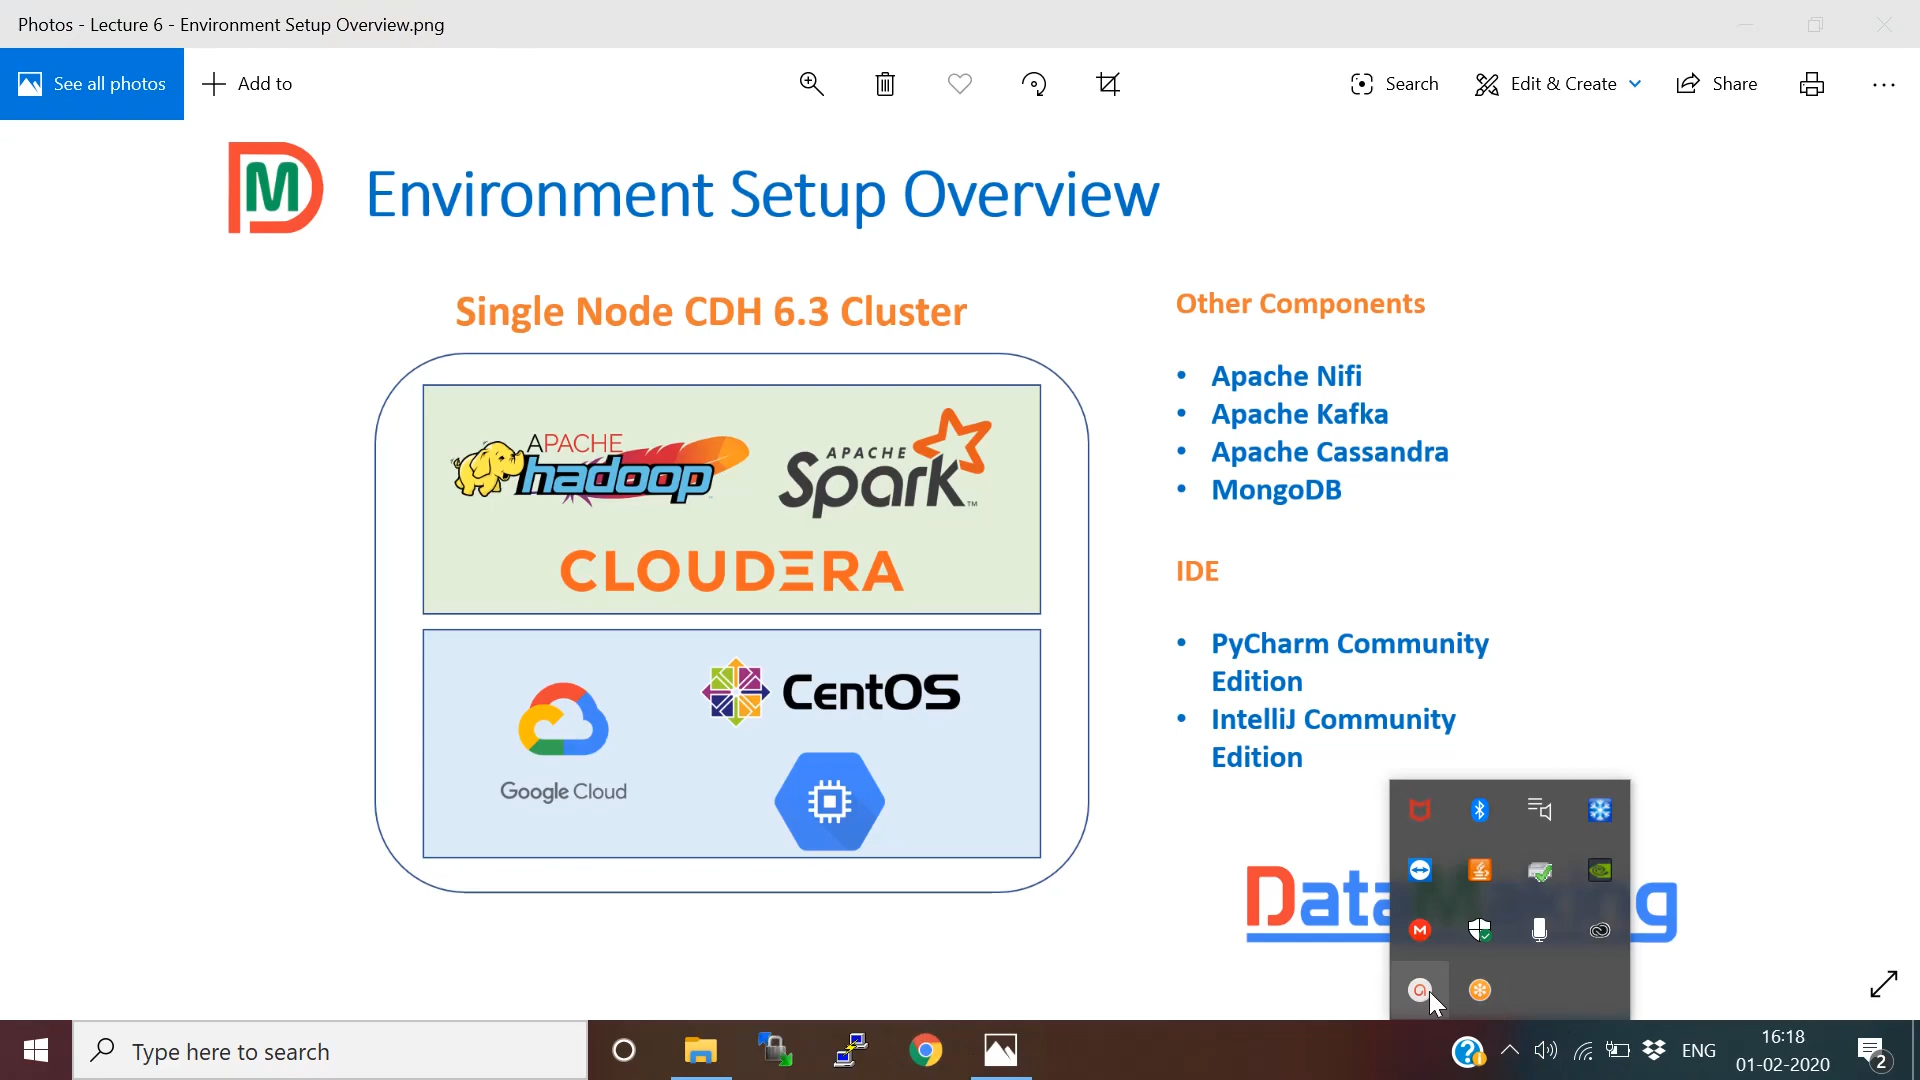 Photos - Lecture 6 - Environment Setup Overview.png
See all photos
Add to
Search
Edit & Create
Share
DM
Environment Setup Overview
Single Node CDH 6.3 Cluster
APACHE
hadoop
APACHE
Spark™
CLOUDERA
CentOS
Google Cloud
Other Components
• Apache Nifi
• Apache Kafka
• Apache Cassandra
• MongoDB
IDE
• PyCharm Community
Edition
• IntelliJ Community
Edition
DataMaking
Type here to search
ENG
16:18
01-02-2020
2